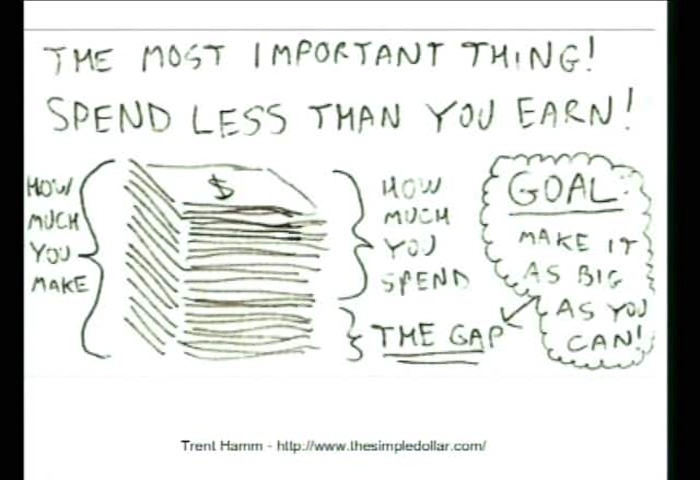 THE MOST IMPORTANT THING!
SPEND LESS THAN YOU EARN!
HOW
MUCH
YOU
MAKE
$
HOW
MUCH
YOU
SPEND
THE GAP
GOAL:
MAKE IT
AS BIG
AS YOU
CAN!
Trent Hamm - http://www.thesimpledollar.com/